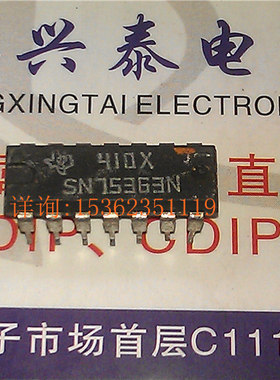 兴泰电
GXINGTAI ELECTRON
410X
SN75363N
详询: 15362351119
直
DIP、CDIP
子市场首层C111